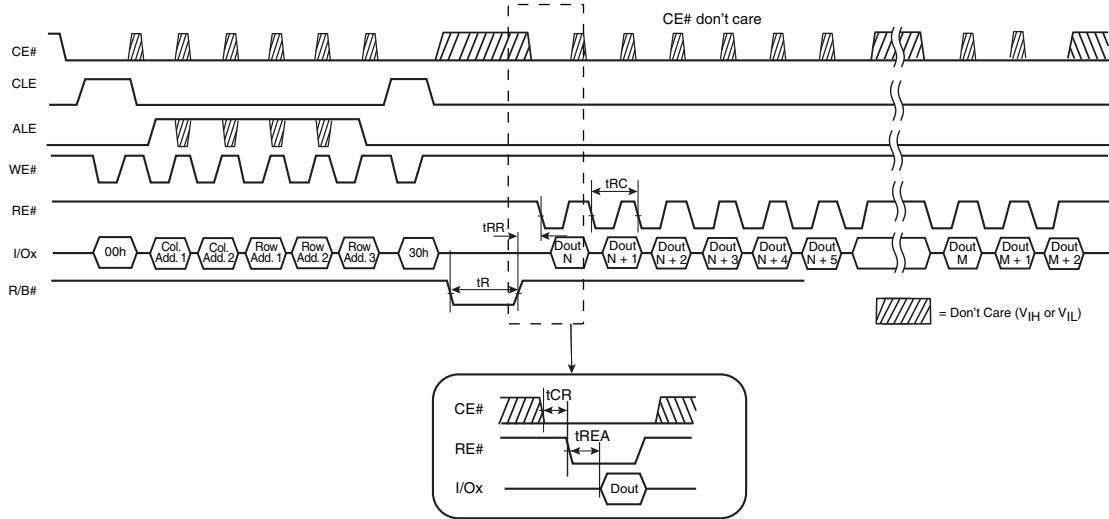 CE# don't care
CE#
CLE
ALE
WE#
RE#
tRC
tRR
I/Ox
00h
Col. Add. 1
Col. Add. 2
Row Add. 1
Row Add. 2
Row Add. 3
30h
Dout N
Dout N + 1
Dout N + 2
Dout N + 3
Dout N + 4
Dout N + 5
Dout M
Dout M + 1
Dout M + 2
R/B#
tR
= Don't Care (VIH or VIL)
CE#
tCR
RE#
tREA
I/Ox
Dout